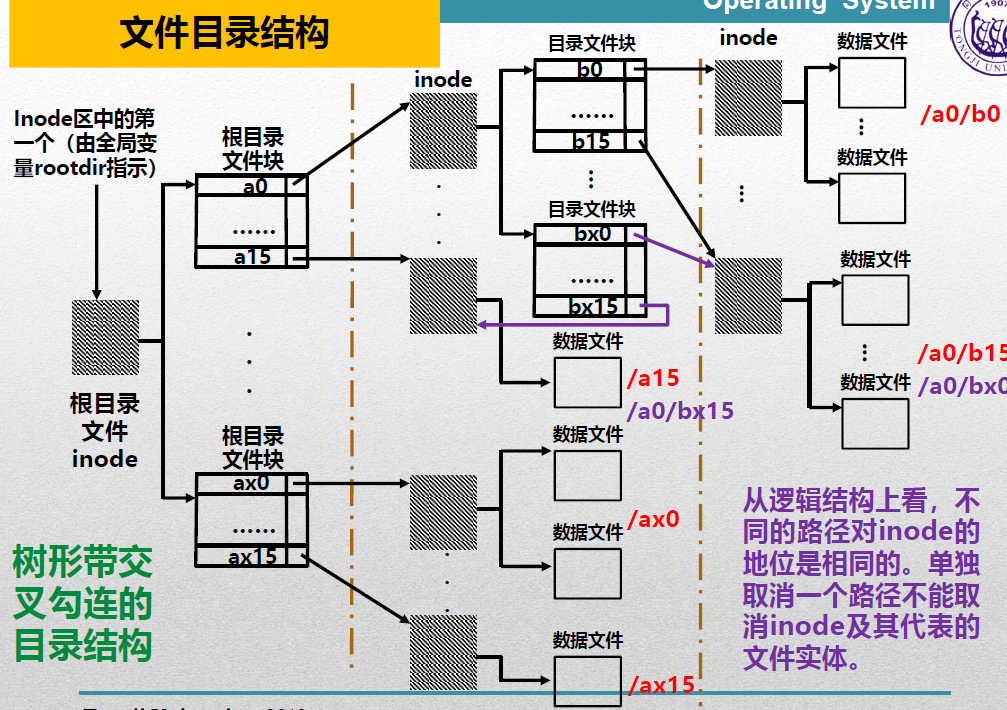 Operating System
文件目录结构
1907
TONGJI UNI
Inode区中的第
一个（由全局变
量rootdir指示）
根目录
文件块
a0
......
a15
inode
目录文件块
b0
......
b15
目录文件块
bx0
......
bx15
inode
数据文件
/a0/b0
数据文件
数据文件
/a0/b15
/a0/bx0
数据文件
数据文件
/a15
/a0/bx15
根目录
文件
inode
根目录
文件块
ax0
......
ax15
数据文件
/ax0
数据文件
数据文件
/ax15
树形带交
叉勾连的
目录结构
从逻辑结构上看，不
同的路径对inode的
地位是相同的。单独
取消一个路径不能取
消inode及其代表的
文件实体。